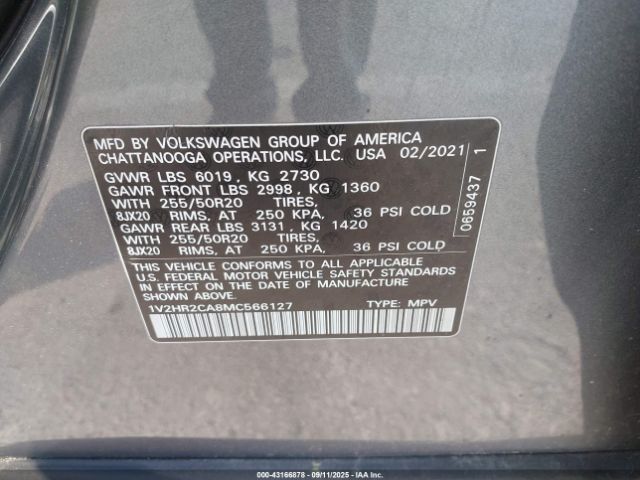 MFD BY VOLKSWAGEN GROUP OF AMERICA
CHATTANOOGA OPERATIONS, LLC. USA 02/2021
GVWR LBS 6019, KG 2730
GAWR FRONT LBS 2998, KG 1360
WITH 255/50R20 TIRES,
8JX20 RIMS, AT 250 KPA, 36 PSI COLD
GAWR REAR LBS 3131, KG 1420
WITH 255/50R20 TIRES,
8JX20 RIMS, AT 250 KPA, 36 PSI COLD
THIS VEHICLE CONFORMS TO ALL APPLICABLE
U.S. FEDERAL MOTOR VEHICLE SAFETY STANDARDS
IN EFFECT ON THE DATE OF MANUFACTURE
SHOWN ABOVE
1V2HR2CA8MC566127 TYPE: MPV
0659437 1
000-43166878 - 09/11/2025 - IAA Inc.